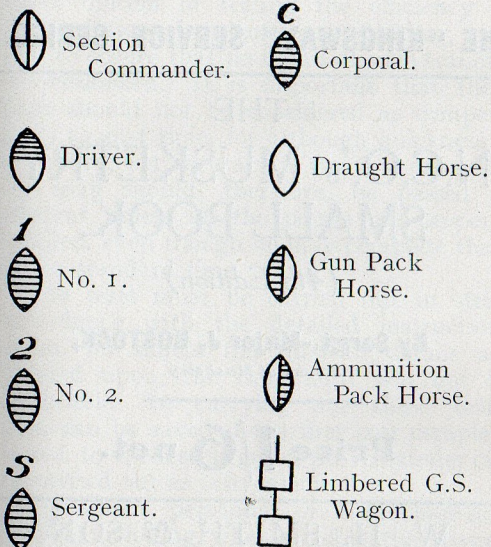 Section
Commander.
Driver.
1
No. 1.
2
No. 2.
S
Sergeant.
C
Corporal.
Draught Horse.
Gun Pack
Horse.
Ammunition
Pack Horse.
Limbered G.S.
Wagon.